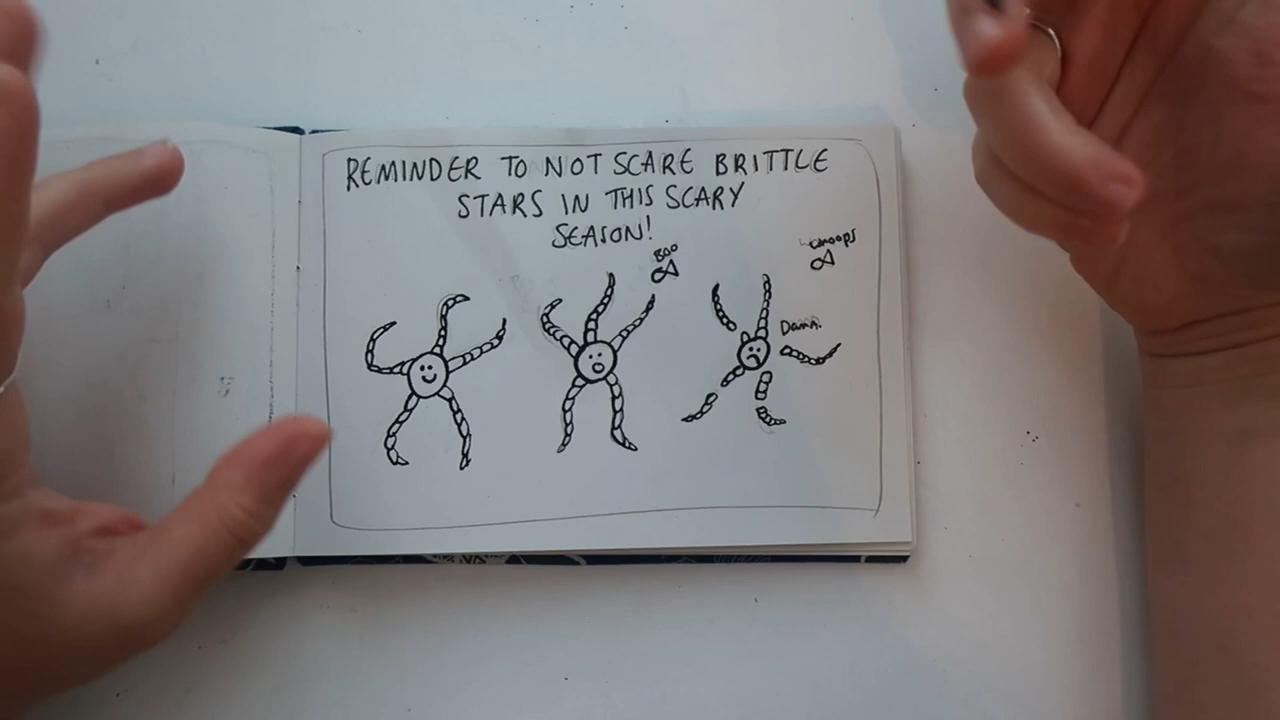 REMINDER TO NOT SCARE BRITTLE
STARS IN THIS SCARY
SEASON!
BOO
Whoops
Damn.